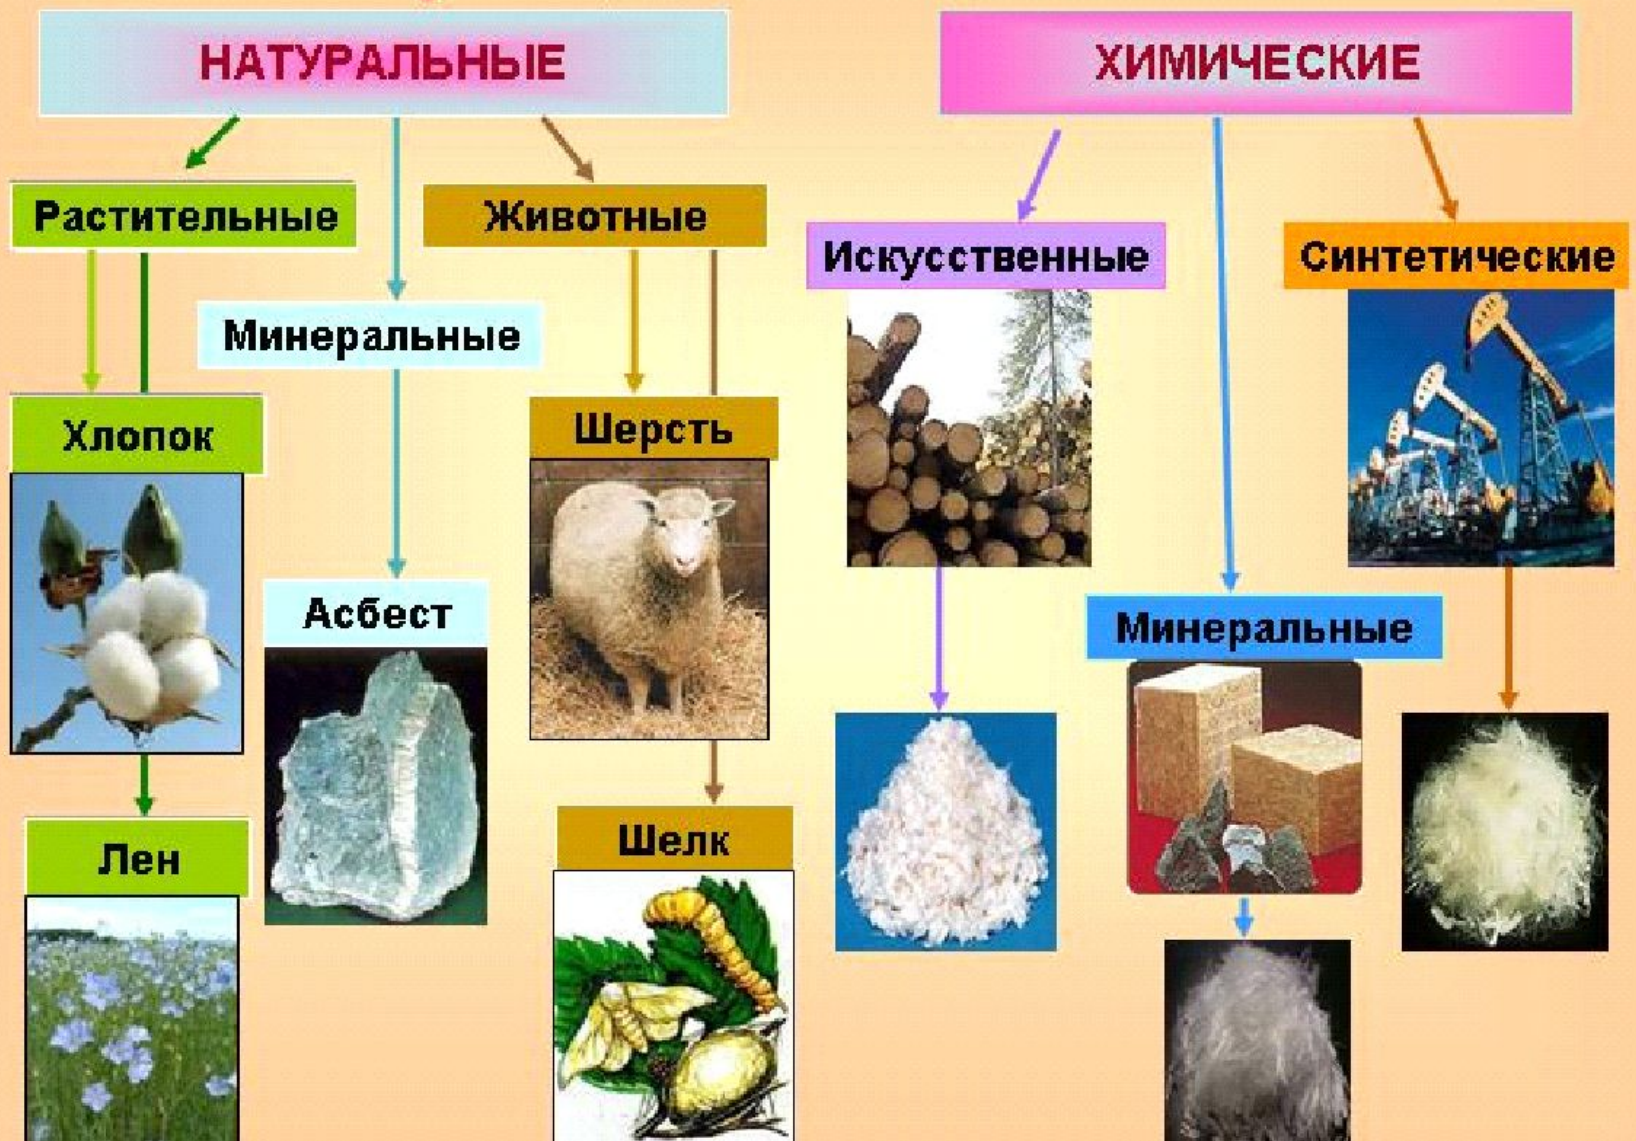 НАТУРАЛЬНЫЕ
ХИМИЧЕСКИЕ
Растительные
Животные
Искусственные
Синтетические
Минеральные
Хлопок
Шерсть
Асбест
Минеральные
Шелк
Лен